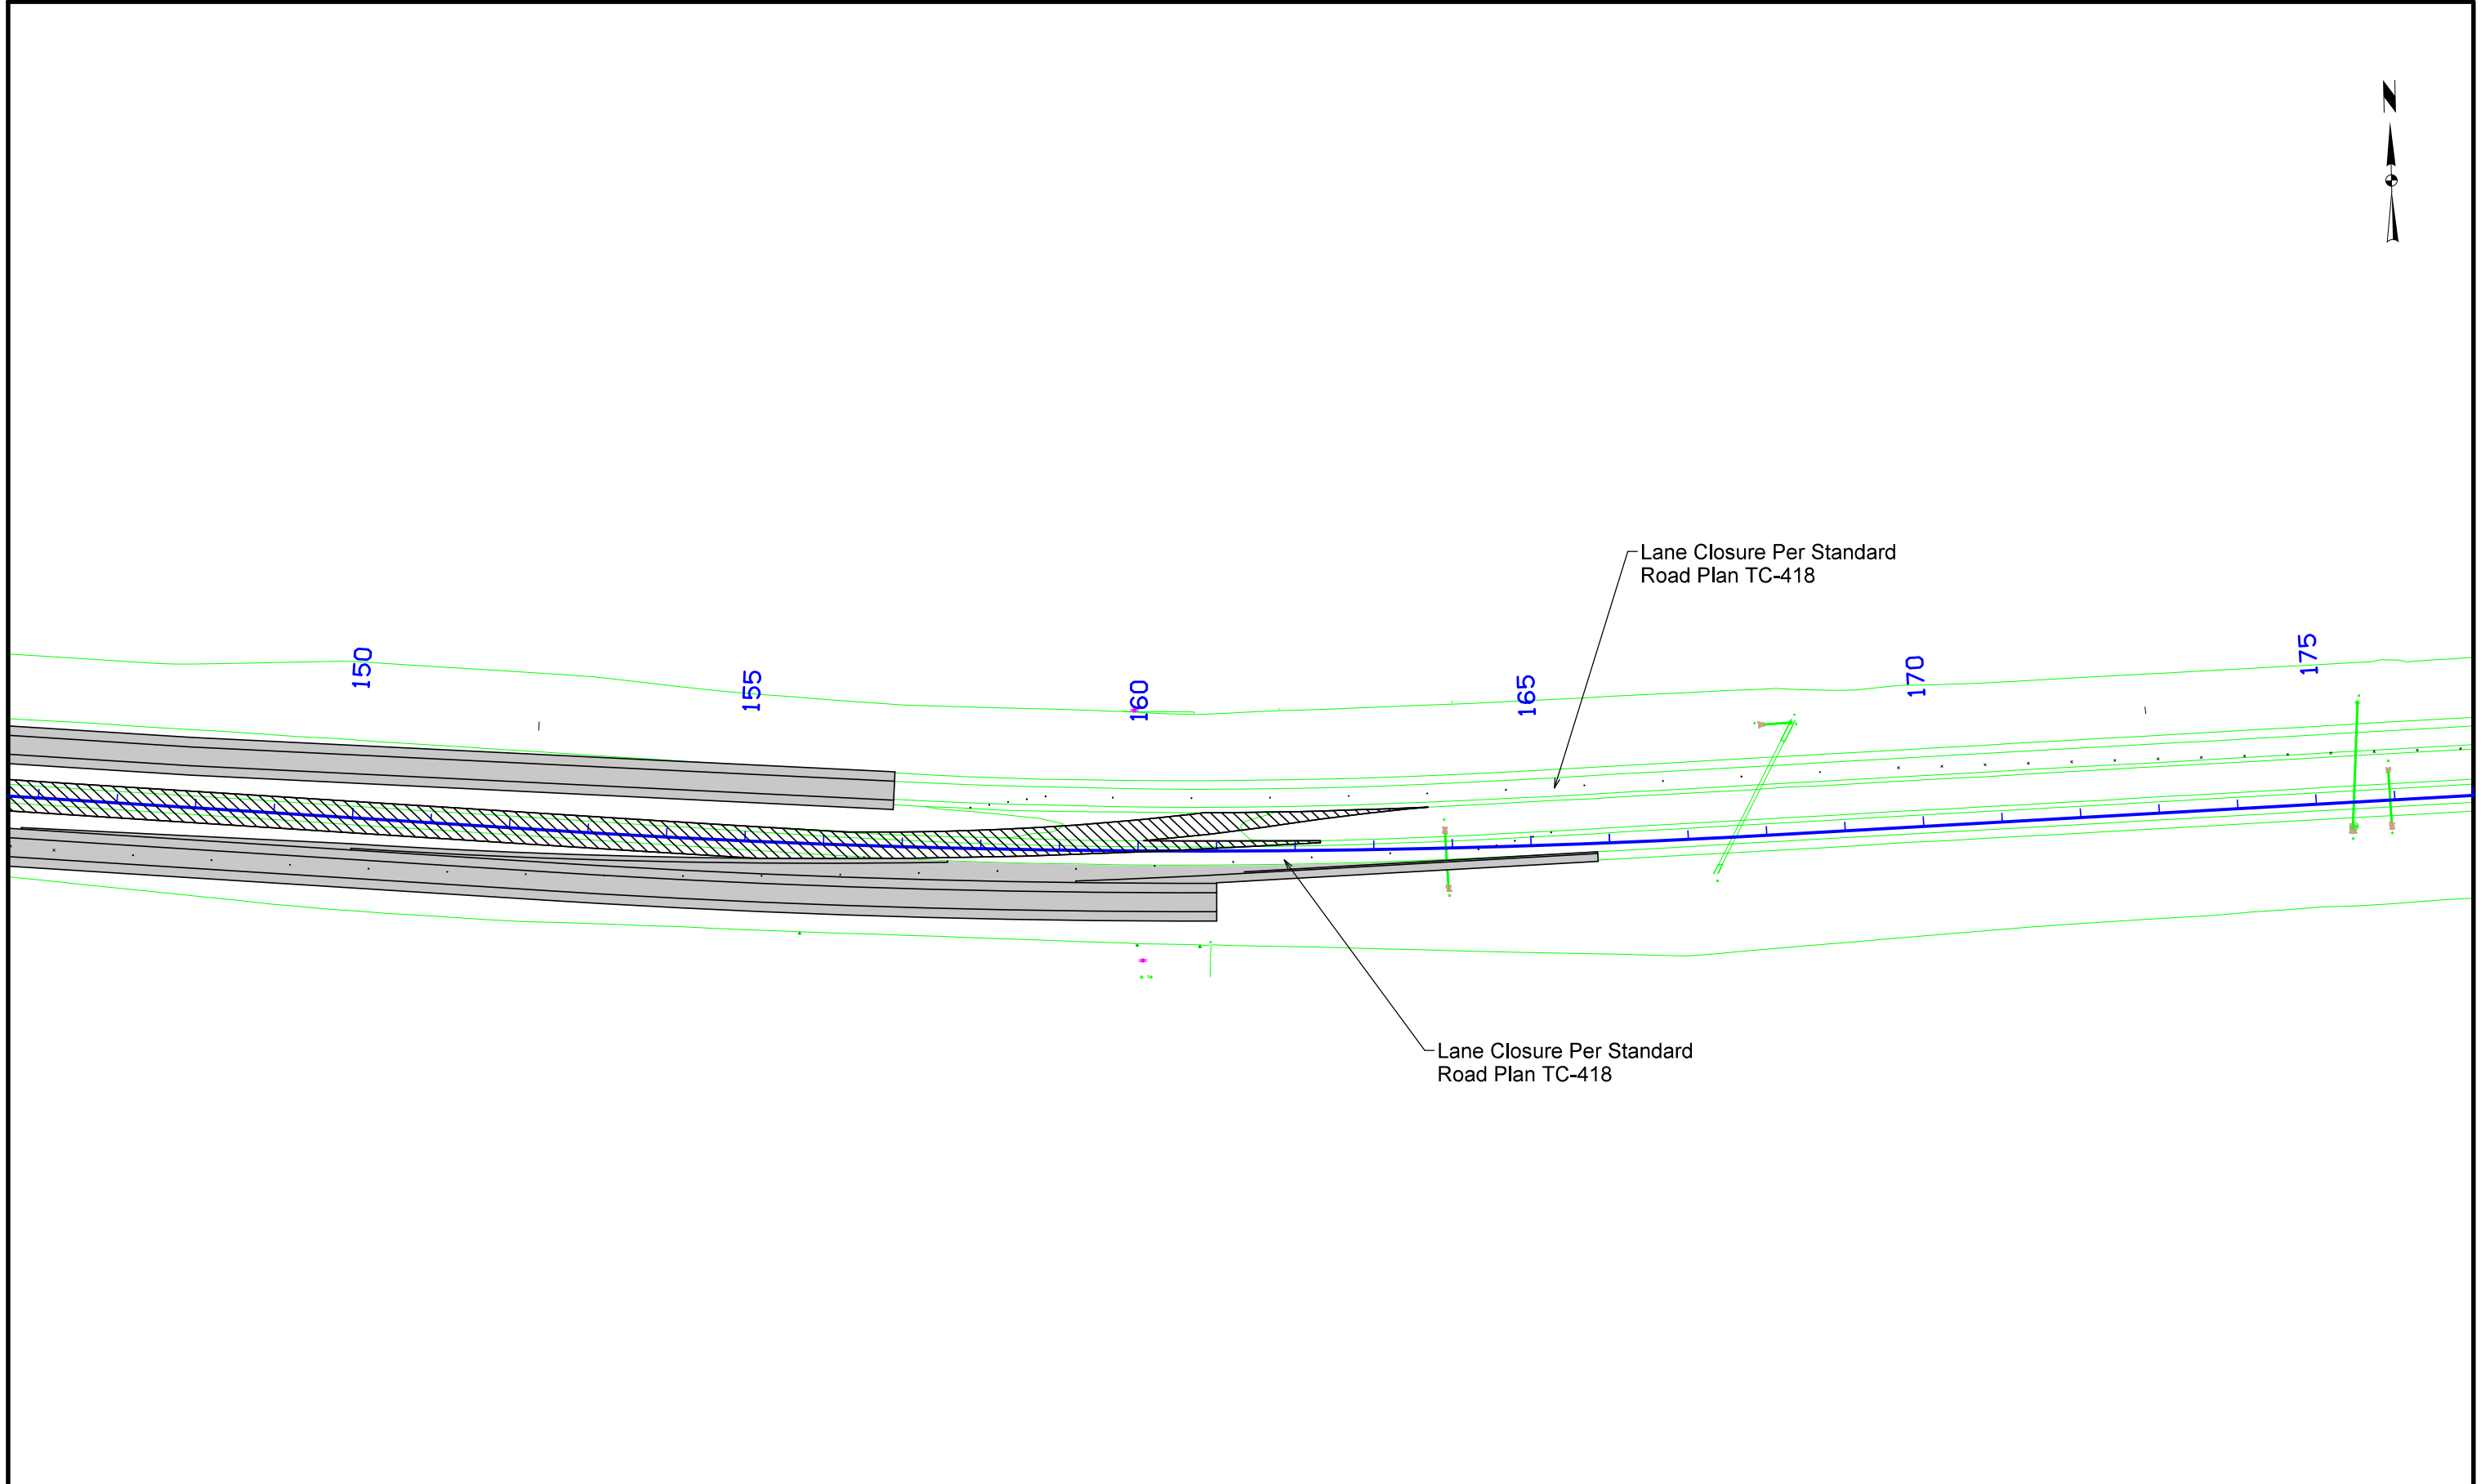 N
Lane Closure Per Standard
Road Plan TC-418
150
155
160
165
170
175
Lane Closure Per Standard
Road Plan TC-418